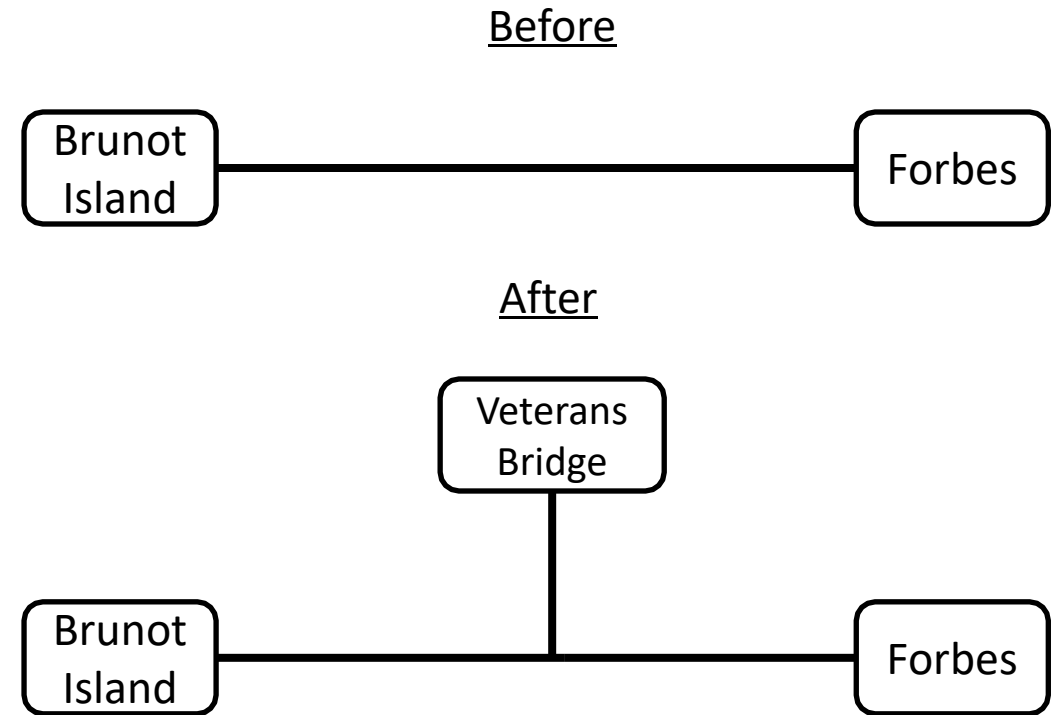 Before
Brunot
Island
Forbes
After
Veterans
Bridge
Brunot
Island
Forbes